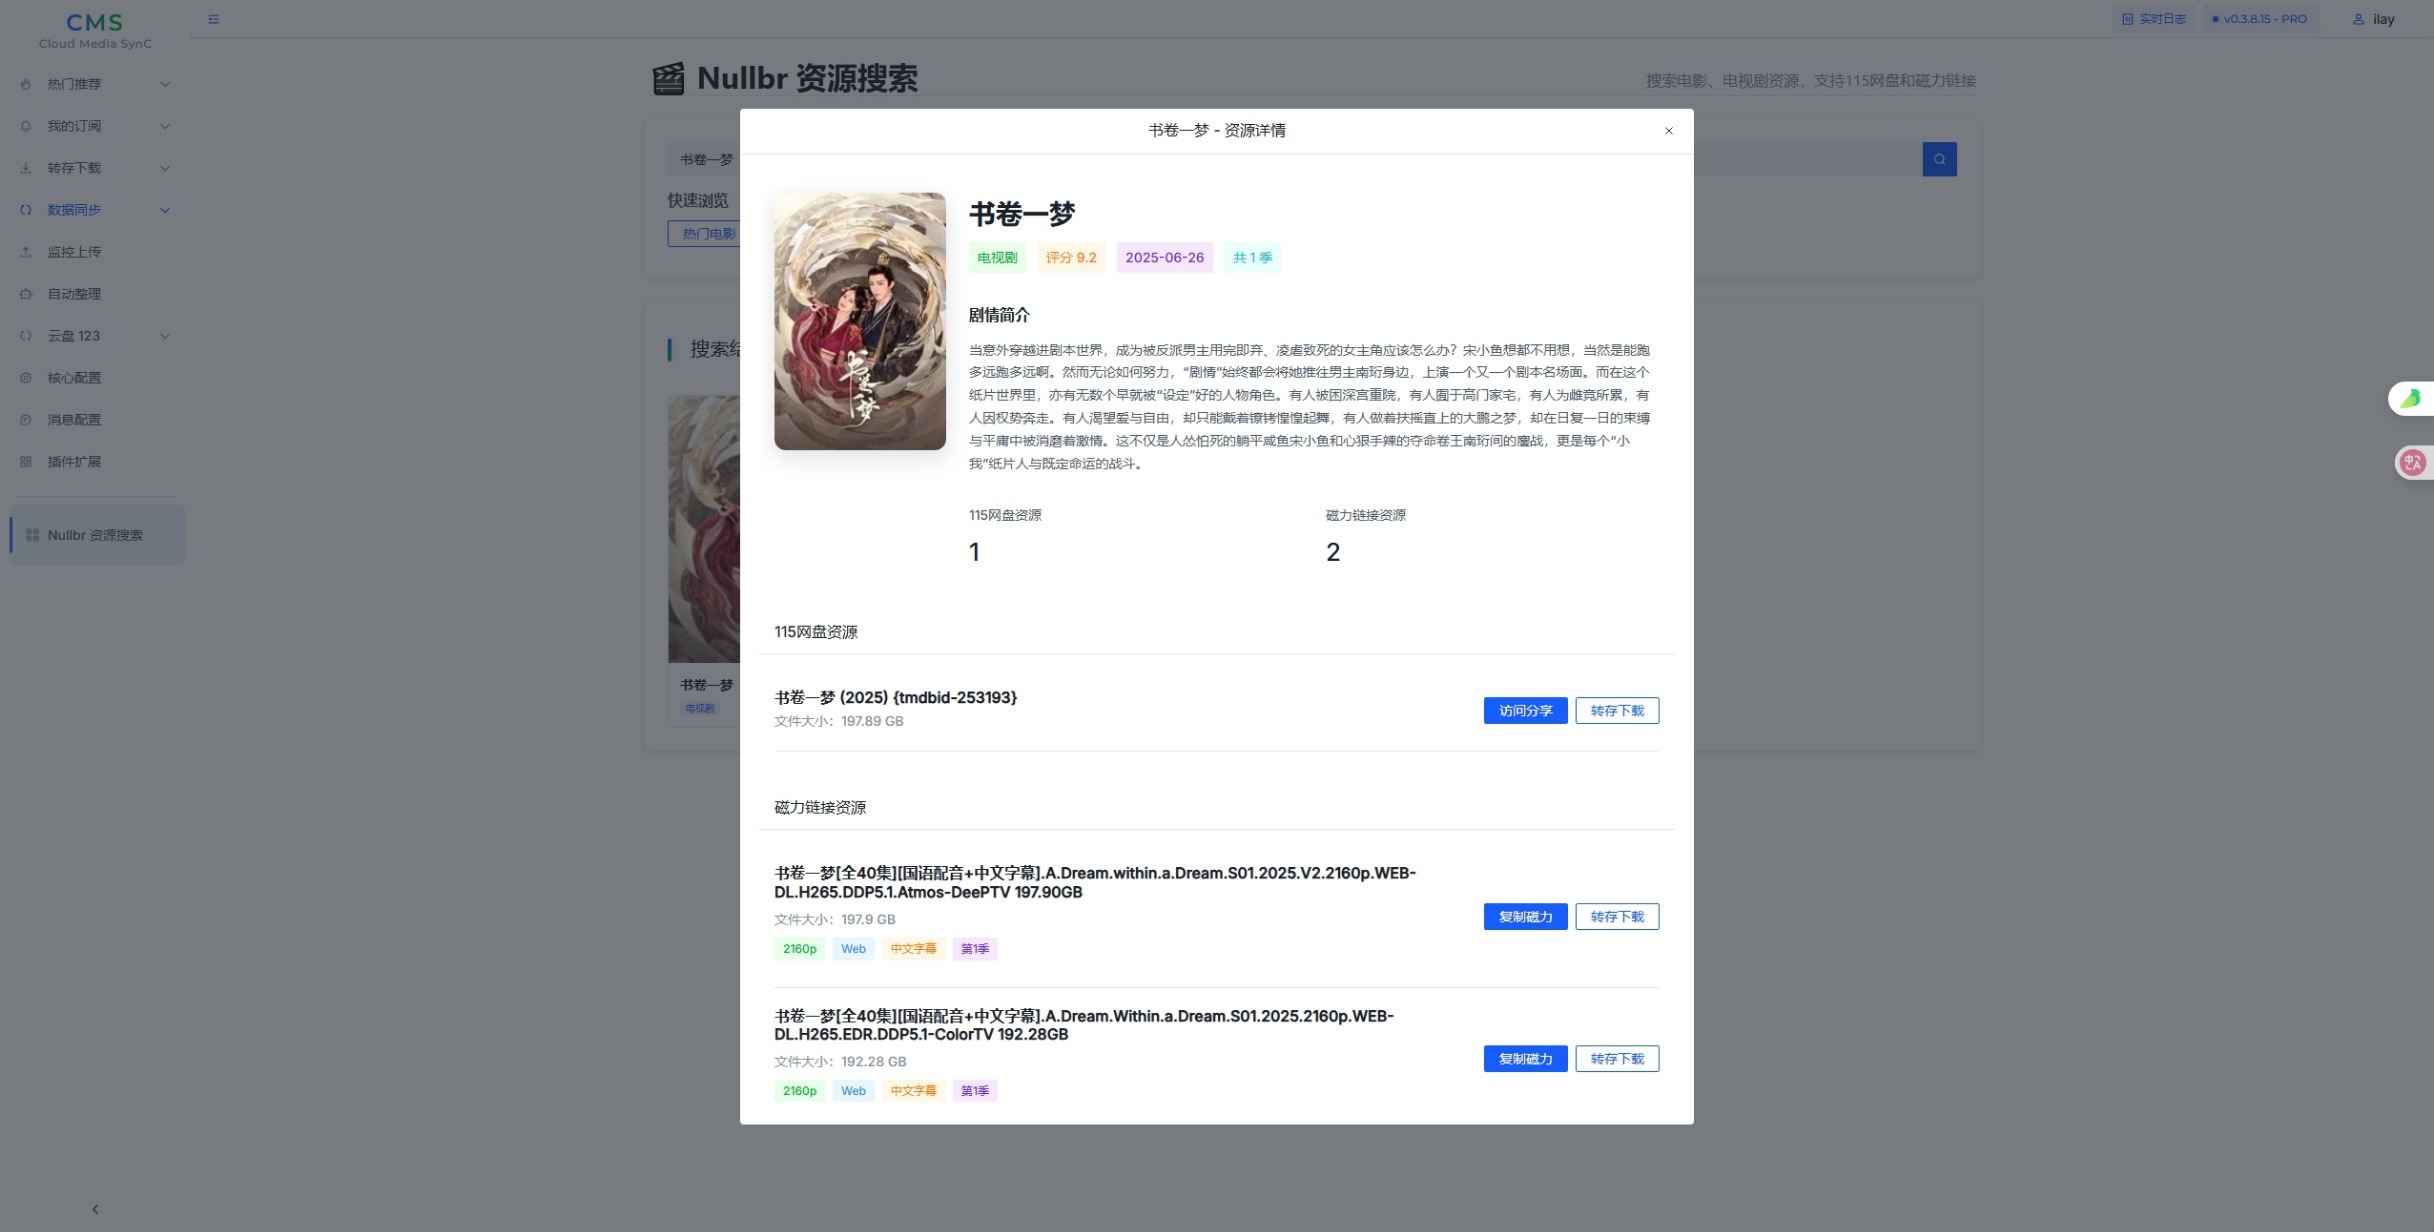 CMS
Cloud Media SynC
热门推荐
我的订阅
转存下载
数据同步
监控上传
自动整理
云盘 123
核心配置
消息配置
插件扩展
Nullbr 资源搜索
实时日志
v0.3.8.15 - PRO
ilay
Nullbr 资源搜索
搜索电影、电视剧资源，支持115网盘和磁力链接
书卷一梦
快速浏览
热门电影
搜索结
书卷一梦
电视剧
书卷一梦 - 资源详情
书卷一梦
书卷一梦
电视剧
评分 9.2
2025-06-26
共 1 季
剧情简介
当意外穿越进剧本世界，成为被反派男主用完即弃、凌虐致死的女主角应该怎么办？宋小鱼想都不用想，当然是能跑
多远跑多远啊。然而无论如何努力，“剧情”始终都会将她推往男主南珩身边，上演一个又一个剧本名场面。而在这个
纸片世界里，亦有无数个早就被“设定”好的人物角色。有人被困深宫重院，有人囿于高门家宅，有人为雌竞所累，有
人因权势奔走。有人渴望爱与自由，却只能戴着镣铐惶惶起舞，有人做着扶摇直上的大鹏之梦，却在日复一日的束缚
与平庸中被消磨着激情。这不仅是人怂怕死的躺平咸鱼宋小鱼和心狠手辣的夺命卷王南珩间的鏖战，更是每个“小
我”纸片人与既定命运的战斗。
115网盘资源
1
磁力链接资源
2
115网盘资源
书卷一梦 (2025) {tmdbid-253193}
文件大小：197.89 GB
访问分享
转存下载
磁力链接资源
书卷一梦[全40集][国语配音+中文字幕].A.Dream.within.a.Dream.S01.2025.V2.2160p.WEB-
DL.H265.DDP5.1.Atmos-DeePTV 197.90GB
文件大小：197.9 GB
2160p
Web
中文字幕
第1季
复制磁力
转存下载
书卷一梦[全40集][国语配音+中文字幕].A.Dream.Within.a.Dream.S01.2025.2160p.WEB-
DL.H265.EDR.DDP5.1-ColorTV 192.28GB
文件大小：192.28 GB
2160p
Web
中文字幕
第1季
复制磁力
转存下载